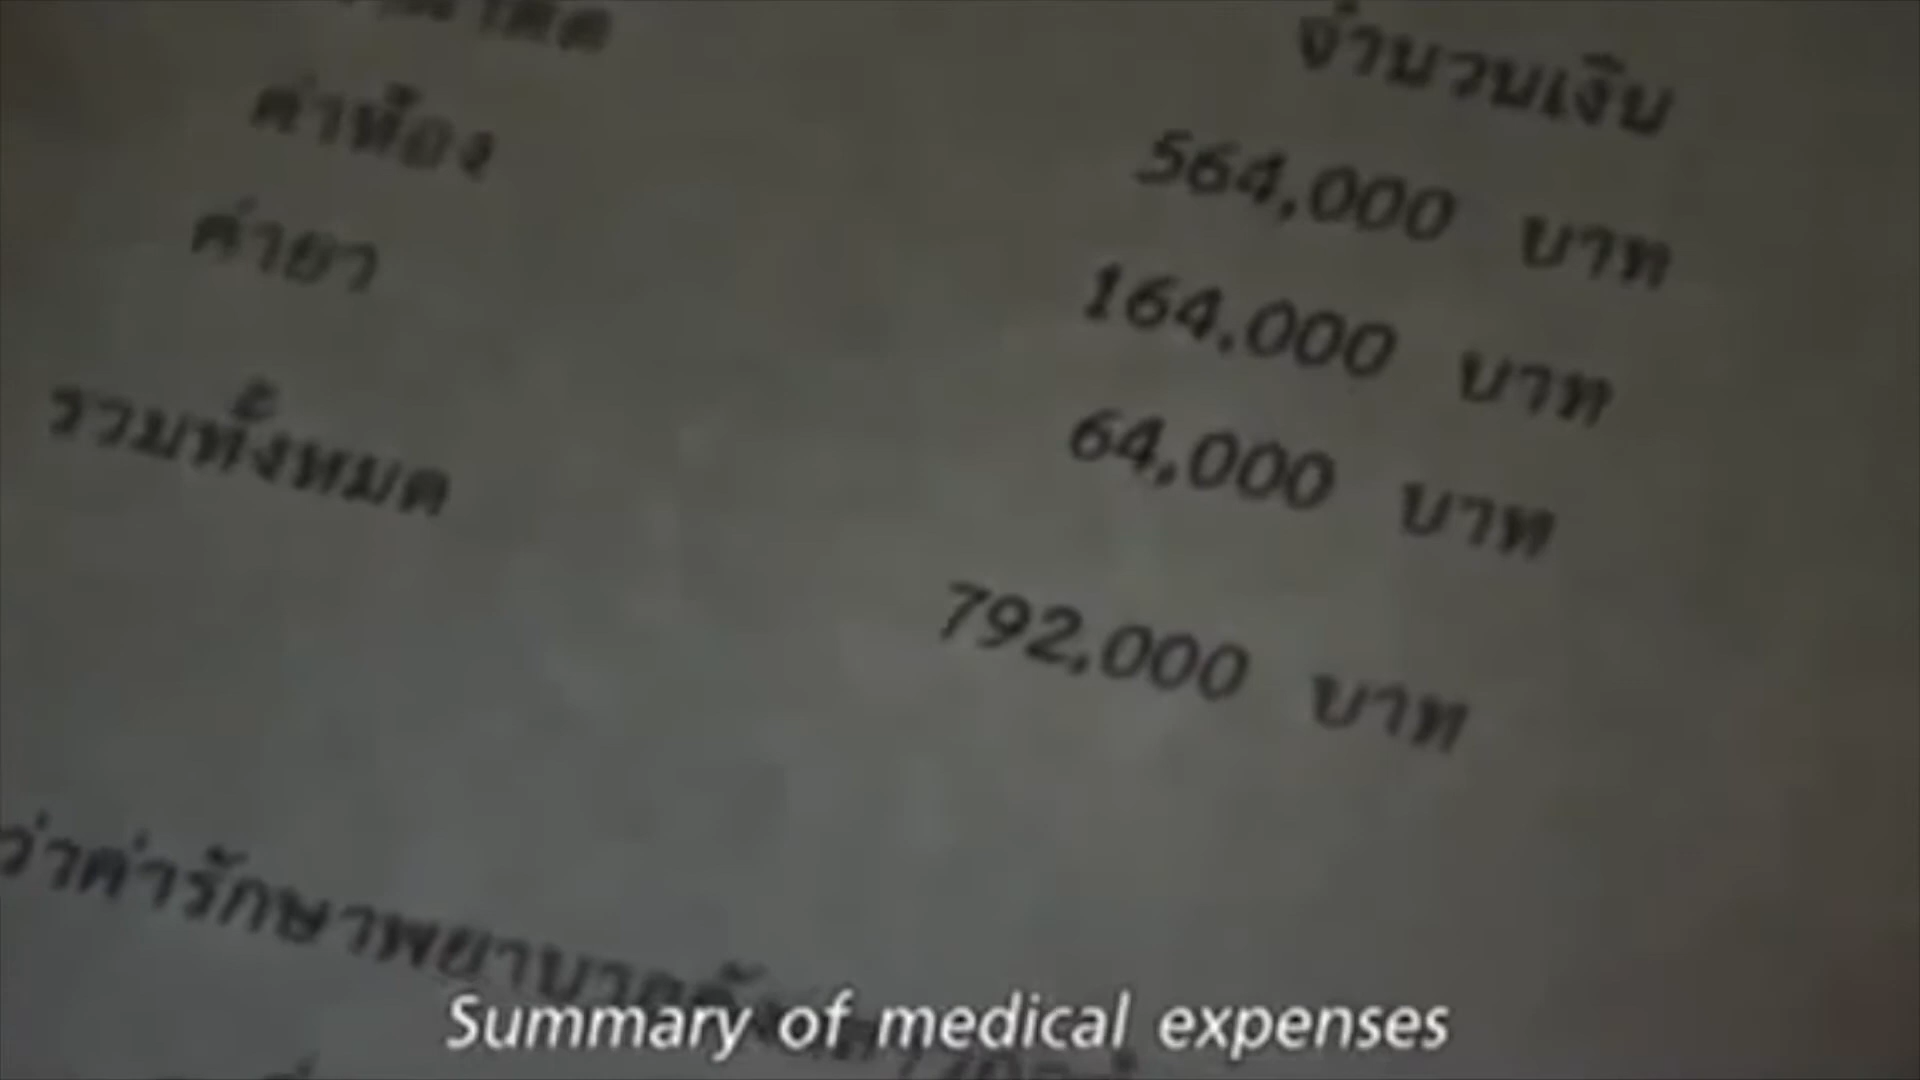 จำนวนเงิน
564,000 บาท
ค่าห้อง 164,000 บาท
ค่ายา 64,000 บาท
รวมทั้งหมด 792,000 บาท
ว่าค่ารักษาพยาบาล
Summary of medical expenses